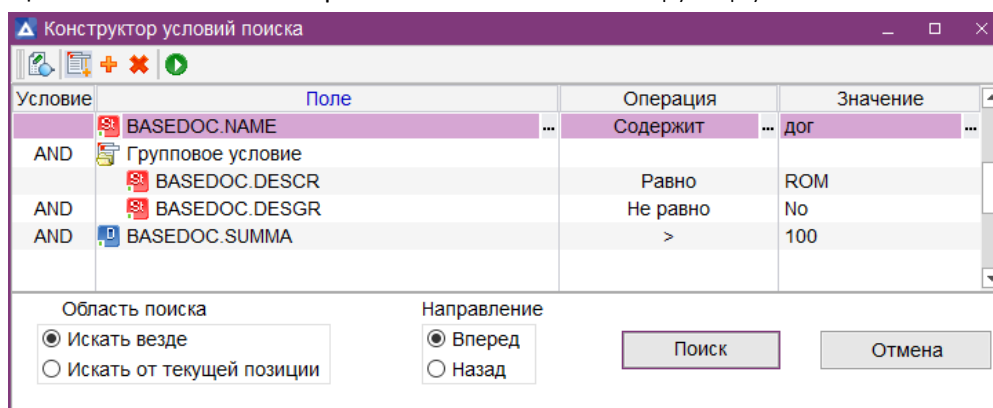 Конструктор условий поиска
Условие Поле Операция Значение
BASEDOC.NAME ... Содержит ... дог ...
AND Групповое условие
BASEDOC.DESCR Равно ROM
AND BASEDOC.DESGR Не равно No
AND BASEDOC.SUMMA > 100
Область поиска Направление
Искать везде Вперед Поиск Отмена
Искать от текущей позиции Назад